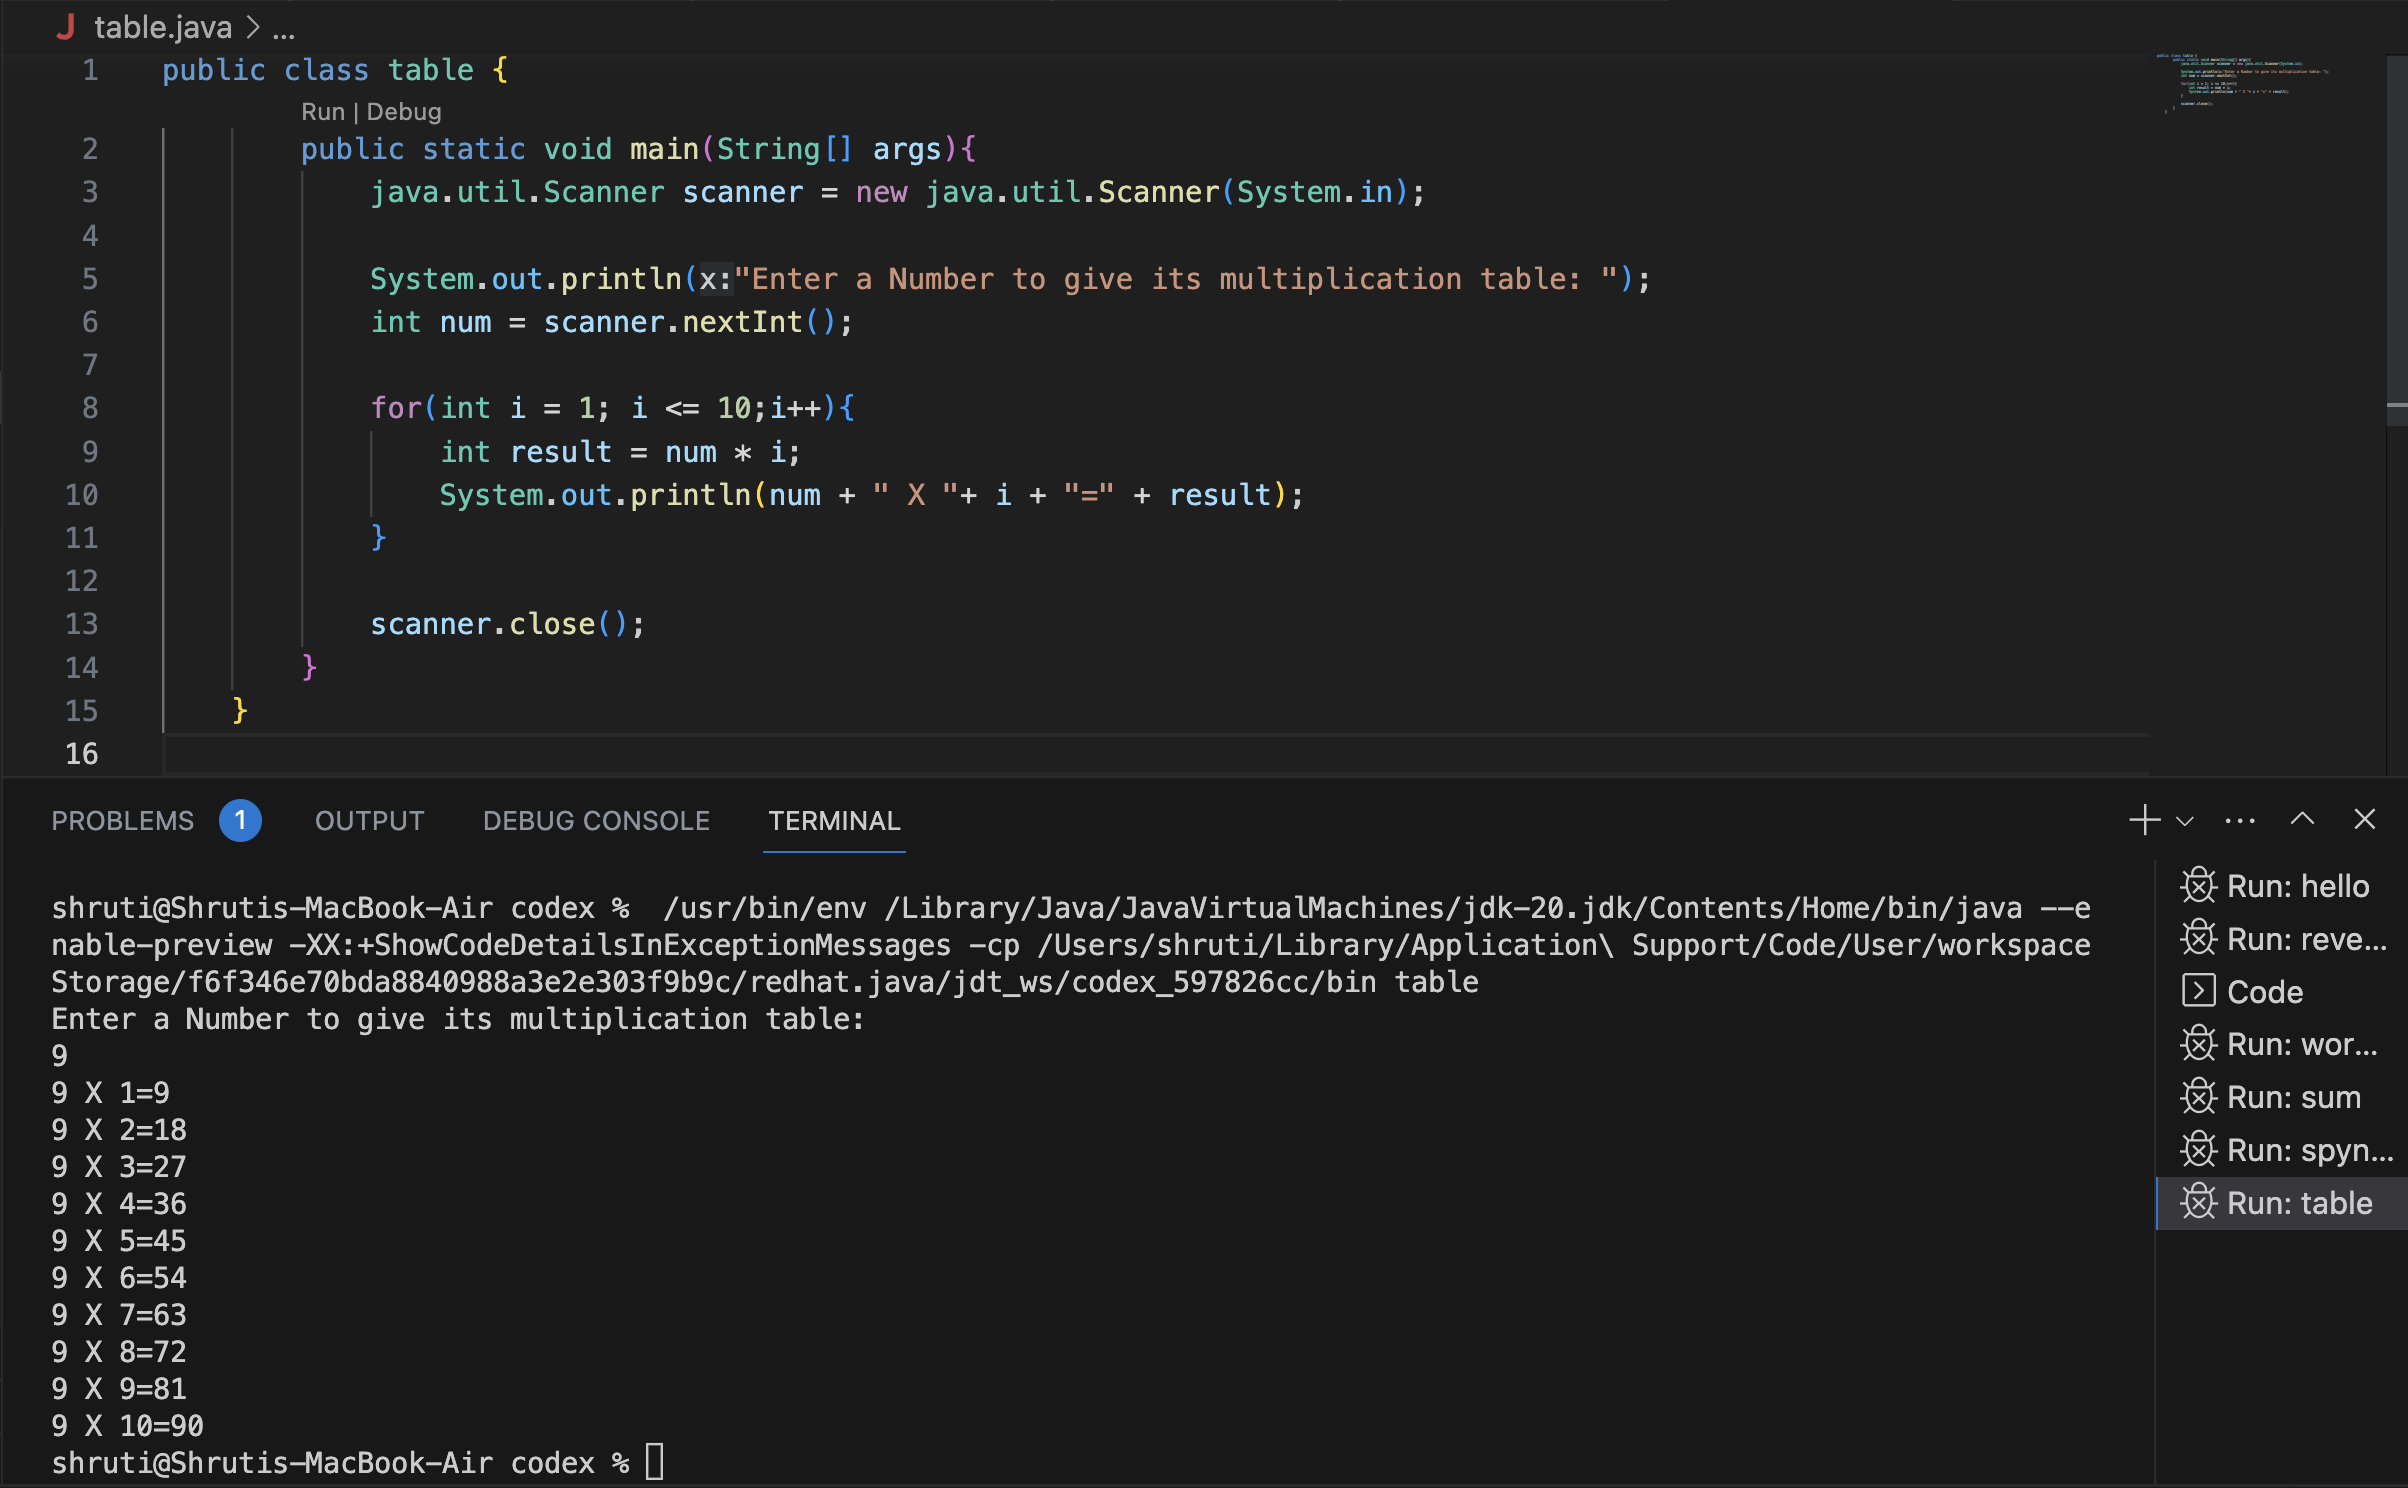 J table.java > ...
1 public class table {
Run | Debug
2 public static void main(String[] args){
3 java.util.Scanner scanner = new java.util.Scanner(System.in);
4
5 System.out.println(x:"Enter a Number to give its multiplication table: ");
6 int num = scanner.nextInt();
7
8 for(int i = 1; i <= 10;i++){
9 int result = num * i;
10 System.out.println(num + " X "+ i + "=" + result);
11 }
12
13 scanner.close();
14 }
15 }
16
PROBLEMS 1 OUTPUT DEBUG CONSOLE TERMINAL
shruti@Shrutis-MacBook-Air codex % /usr/bin/env /Library/Java/JavaVirtualMachines/jdk-20.jdk/Contents/Home/bin/java --e
nable-preview -XX:+ShowCodeDetailsInExceptionMessages -cp /Users/shruti/Library/Application\ Support/Code/User/workspace
Storage/f6f346e70bda8840988a3e2e303f9b9c/redhat.java/jdt_ws/codex_597826cc/bin table
Enter a Number to give its multiplication table:
9
9 X 1=9
9 X 2=18
9 X 3=27
9 X 4=36
9 X 5=45
9 X 6=54
9 X 7=63
9 X 8=72
9 X 9=81
9 X 10=90
shruti@Shrutis-MacBook-Air codex %
Run: hello
Run: reve...
Code
Run: wor...
Run: sum
Run: spyn...
Run: table